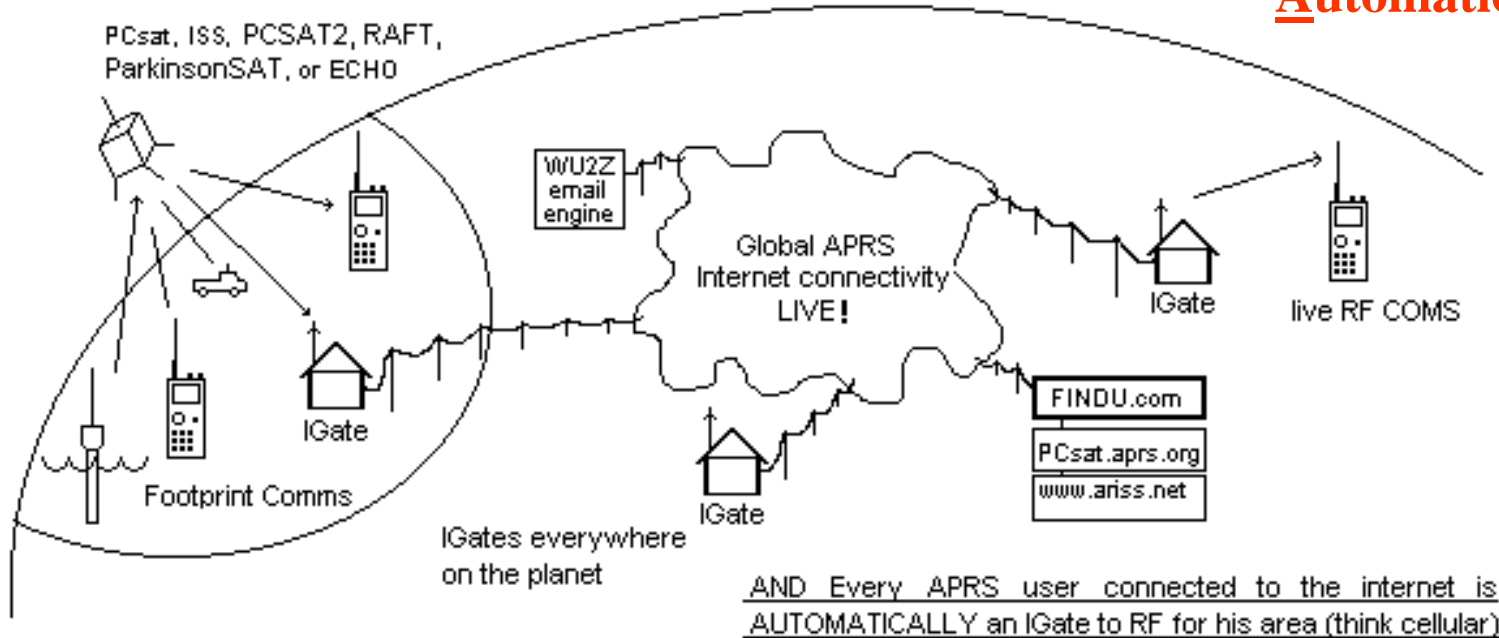 Automatic
PCsat, ISS, PCSAT2, RAFT,
ParkinsonSAT, or ECHO
WU2Z
email
engine
Global APRS
Internet connectivity
LIVE!
IGate
live RF COMS
IGate
Footprint Comms
FINDU.com
PCsat.aprs.org
www.ariss.net
IGate
IGates everywhere
on the planet
AND Every APRS user connected to the internet is
AUTOMATICALLY an IGate to RF for his area (think cellular)